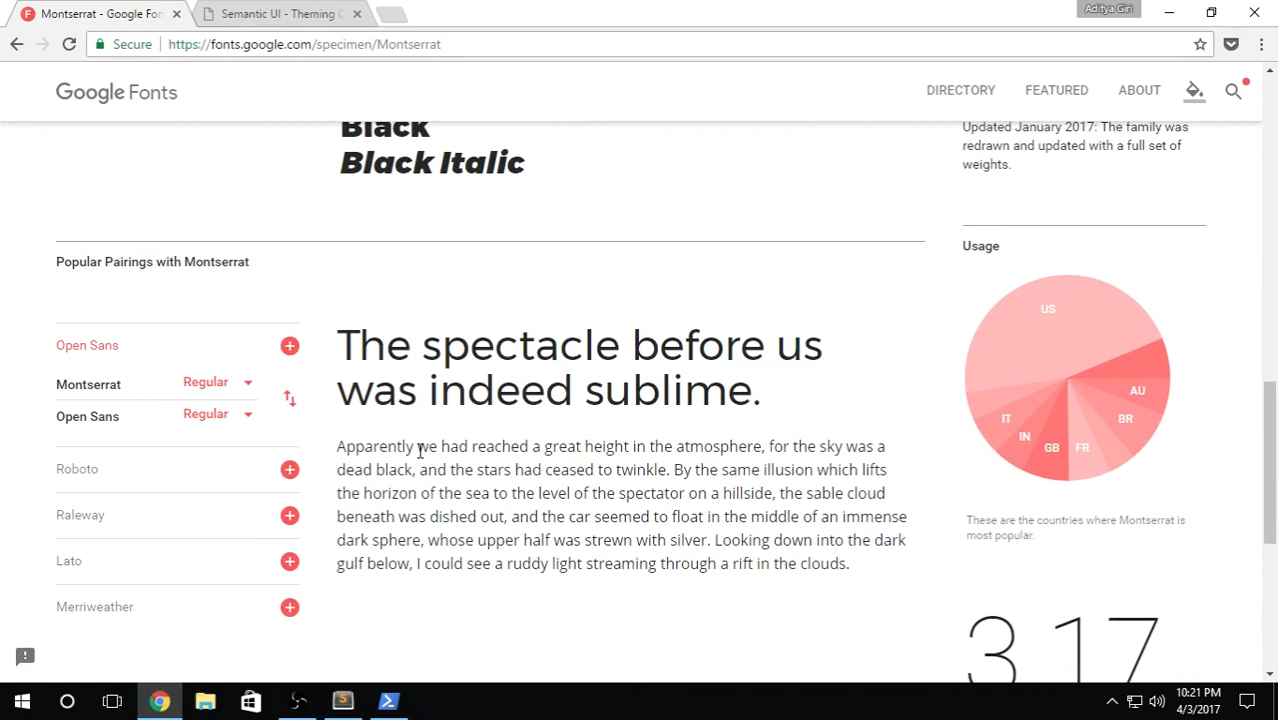 Montserrat - Google Fon
Semantic UI - Theming
Aditya Giri
Secure
https://fonts.google.com/specimen/Montserrat
Google Fonts
DIRECTORY
FEATURED
ABOUT
Black
Black Italic
Updated January 2017: The family was
redrawn and updated with a full set of
weights.
Popular Pairings with Montserrat
Usage
Open Sans
Montserrat
Regular
Open Sans
Regular
Roboto
Raleway
Lato
Merriweather
The spectacle before us
was indeed sublime.
Apparently we had reached a great height in the atmosphere, for the sky was a
dead black, and the stars had ceased to twinkle. By the same illusion which lifts
the horizon of the sea to the level of the spectator on a hillside, the sable cloud
beneath was dished out, and the car seemed to float in the middle of an immense
dark sphere, whose upper half was strewn with silver. Looking down into the dark
gulf below, I could see a ruddy light streaming through a rift in the clouds.
US
AU
BR
FR
GB
IN
IT
These are the countries where Montserrat is
most popular.
3.17
10:21 PM
4/3/2017